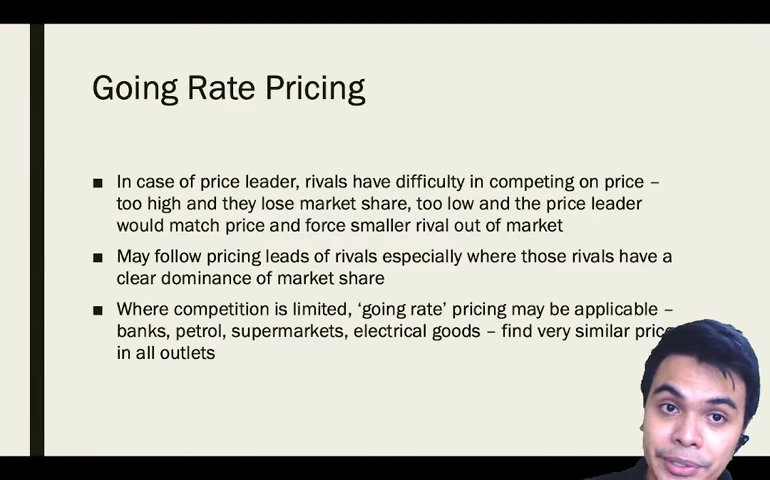 Going Rate Pricing
■ In case of price leader, rivals have difficulty in competing on price –
too high and they lose market share, too low and the price leader
would match price and force smaller rival out of market
■ May follow pricing leads of rivals especially where those rivals have a
clear dominance of market share
■ Where competition is limited, ‘going rate’ pricing may be applicable –
banks, petrol, supermarkets, electrical goods – find very similar
in all outlets